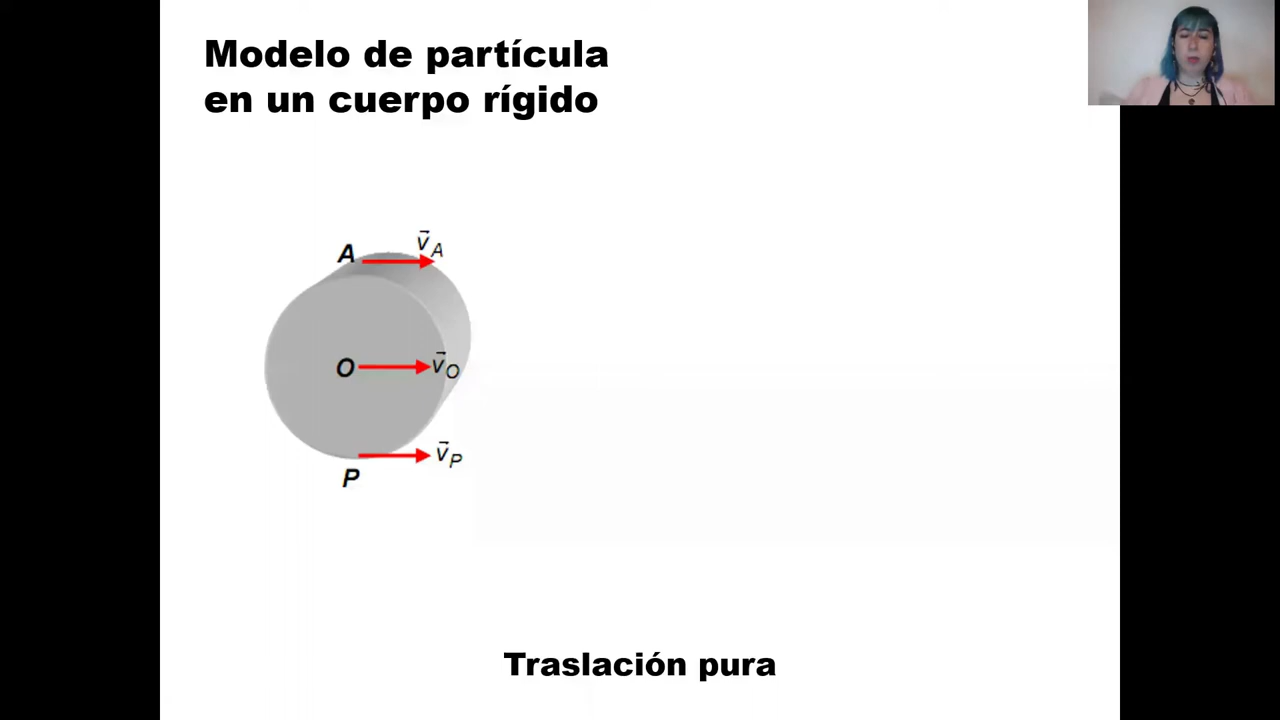 Modelo de partícula
en un cuerpo rígido
A
v⃗A
O
v⃗O
v⃗P
P
Traslación pura